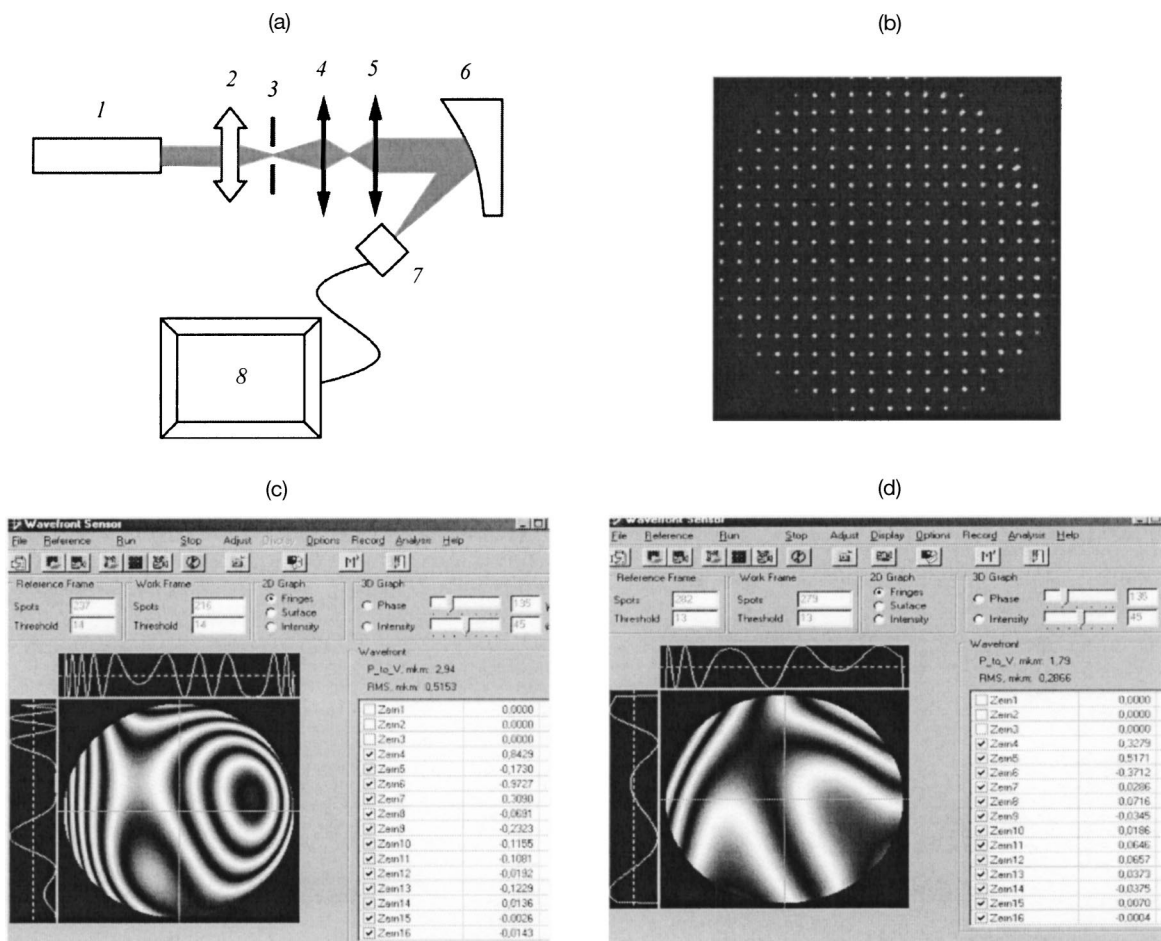 (a)
(b)
1
2
3
4
5
6
7
8
(c)
(d)
Wavefront Sensor
File Reference Run Stop Adjust Display Options Record Analysis Help
Reference Frame
Spots 237
Threshold 14
Work Frame
Spots 216
Threshold 14
2D Graph
Fringes
Surface
Intensity
3D Graph
Phase 135
Intensity 45
Wavefront
P_to_V, mkm: 2,94
RMS, mkm: 0,5153
Zern1 0,0000
Zern2 0,0000
Zern3 0,0000
Zern4 0,8429
Zern5 -0,1730
Zern6 -0,9727
Zern7 0,3090
Zern8 -0,0691
Zern9 -0,2323
Zern10 -0,1155
Zern11 -0,1081
Zern12 -0,0192
Zern13 -0,1229
Zern14 0,0136
Zern15 -0,0026
Zern16 -0,0143
Wavefront Sensor
File Reference Run Stop Adjust Display Options Record Analysis Help
Reference Frame
Spots 282
Threshold 13
Work Frame
Spots 279
Threshold 13
2D Graph
Fringes
Surface
Intensity
3D Graph
Phase 135
Intensity 45
Wavefront
P_to_V, mkm: 1,79
RMS, mkm: 0,2866
Zern1 0,0000
Zern2 0,0000
Zern3 0,0000
Zern4 0,3279
Zern5 0,5171
Zern6 -0,3712
Zern7 0,0286
Zern8 0,0716
Zern9 -0,0345
Zern10 0,0186
Zern11 0,0646
Zern12 0,0657
Zern13 0,0373
Zern14 -0,0375
Zern15 0,0070
Zern16 -0,0004